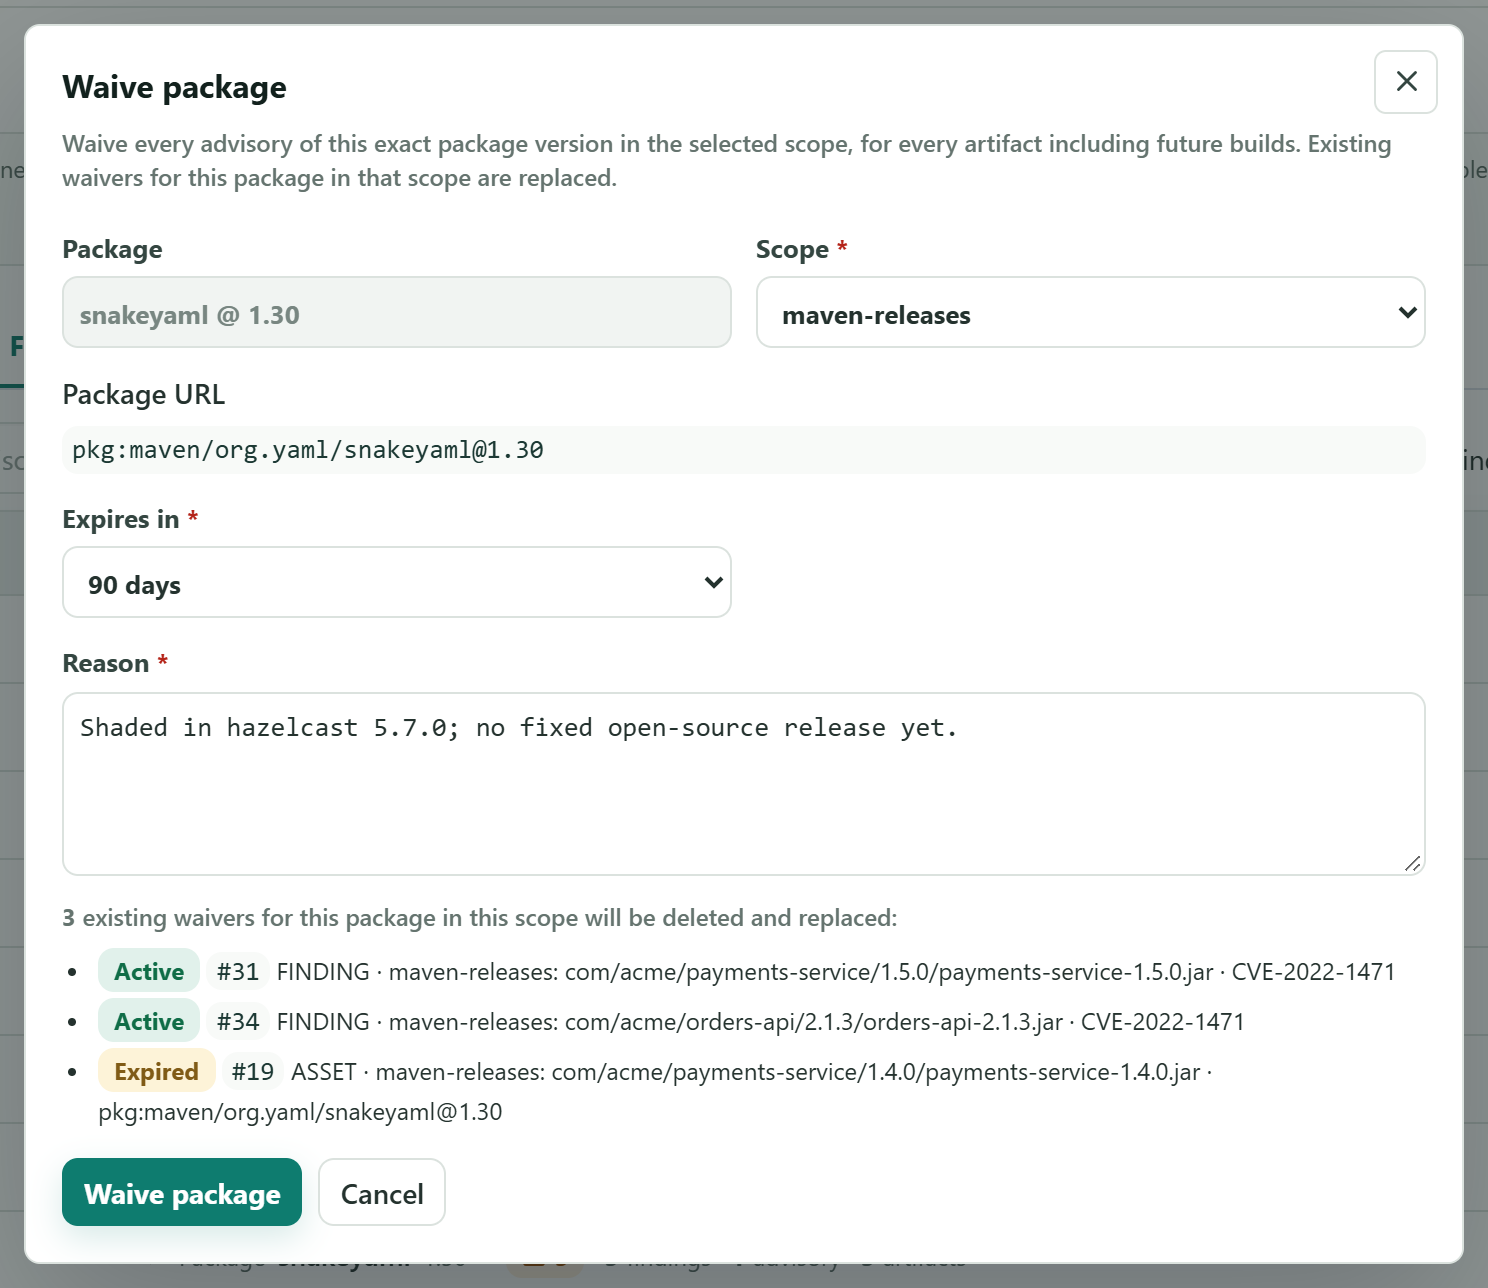 Waive package
Waive every advisory of this exact package version in the selected scope, for every artifact including future builds. Existing
waivers for this package in that scope are replaced.
Package
Scope *
snakeyaml @ 1.30
maven-releases
Package URL
pkg:maven/org.yaml/snakeyaml@1.30
Expires in *
90 days
Reason *
Shaded in hazelcast 5.7.0; no fixed open-source release yet.
3 existing waivers for this package in this scope will be deleted and replaced:
• Active #31 FINDING · maven-releases: com/acme/payments-service/1.5.0/payments-service-1.5.0.jar · CVE-2022-1471
• Active #34 FINDING · maven-releases: com/acme/orders-api/2.1.3/orders-api-2.1.3.jar · CVE-2022-1471
• Expired #19 ASSET · maven-releases: com/acme/payments-service/1.4.0/payments-service-1.4.0.jar ·
pkg:maven/org.yaml/snakeyaml@1.30
Waive package
Cancel